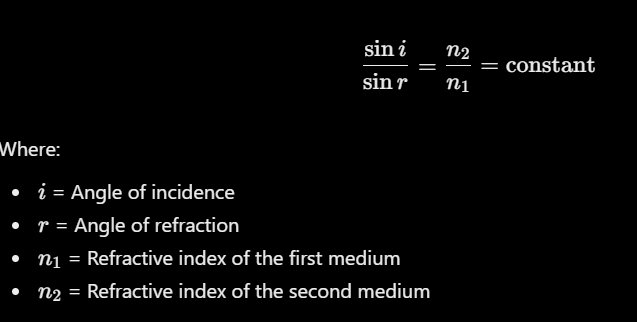 sin i / sin r = n₂ / n₁ = constant
Where:
• i = Angle of incidence
• r = Angle of refraction
• n₁ = Refractive index of the first medium
• n₂ = Refractive index of the second medium